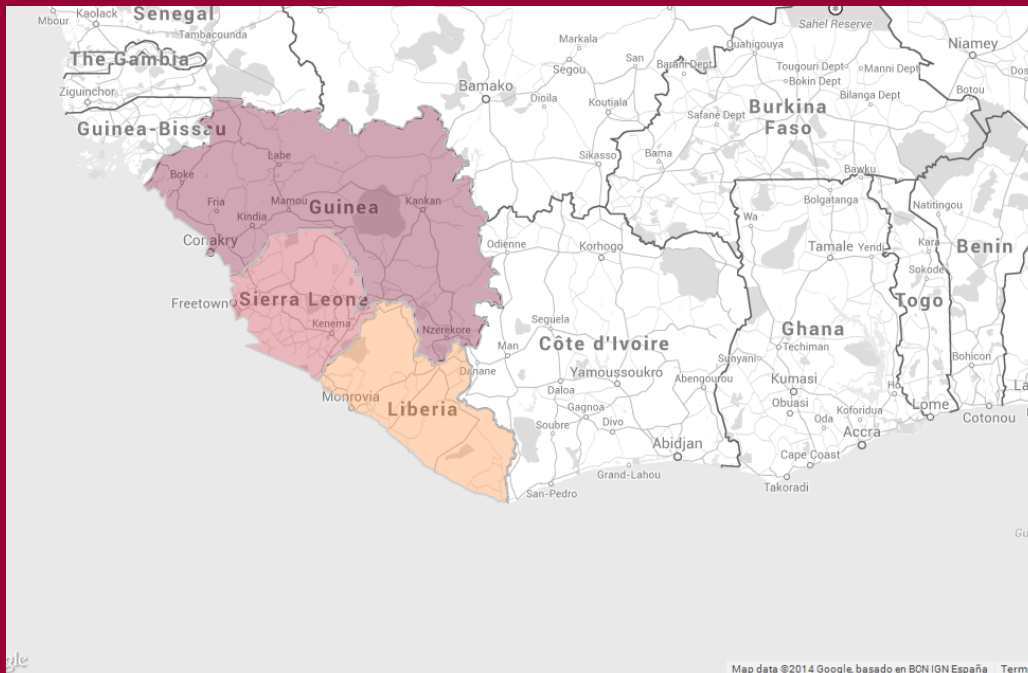 Senegal
Mbour
Kaolack
Tambacounda
The Gambia
Ziguinchor
Guinea-Bissau
Sahel Reserve
Markala
San
Segou
Bamako
Dioila
Koutiala
Sikasso
Ouahigouya
Barani Dept
Tougouri Dept
Manni Dept
Bokin Dept
Bilanga Dept
Safane Dept
Burkina
Faso
Bama
Bawku
Niamey
Botou
Boke
Labe
Fria
Mamou
Kindia
Guinea
Kankan
Conakry
Odienne
Korhogo
Wa
Bolgatanga
Natitingou
Tamale
Yendi
Kara
Benin
Sokode
Freetown
Sierra Leone
Kenema
Nzerekore
Togo
Seguela
Man
Côte d'Ivoire
Ghana
Techiman
Sunyani
Bohicon
Danane
Yamoussoukro
Daloa
Abengourou
Kumasi
Obuasi
Monrovia
Liberia
Gagnoa
Soubre
Divo
Koforidua
Oda
Lome
Cotonou
Abidjan
Accra
Cape Coast
Grand-Lahou
San-Pedro
Takoradi
Map data ©2014 Google, basado en BCN IGN España
Term